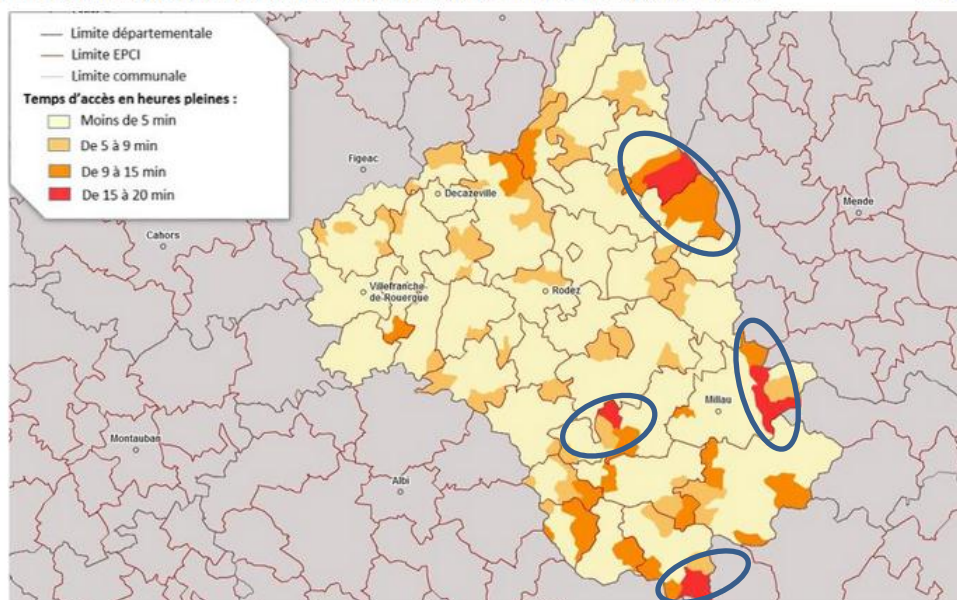 Limite départementale
Limite EPCI
Limite communale
Temps d'accès en heures pleines :
Moins de 5 min
De 5 à 9 min
De 9 à 15 min
De 15 à 20 min
Figeac
Decazeville
Mende
Cahors
Villefranche
de-Rouergue
Rodez
Millau
Montauban
Albi